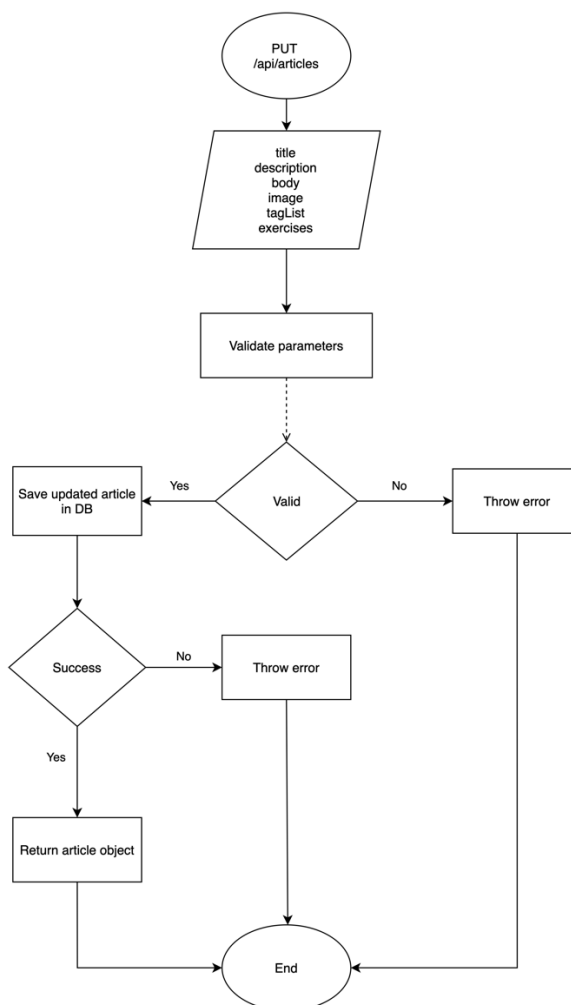 PUT
/api/articles
title
description
body
image
tagList
exercises
Validate parameters
Save updated article
in DB
Yes
Valid
No
Throw error
Success
No
Throw error
Yes
Return article object
End